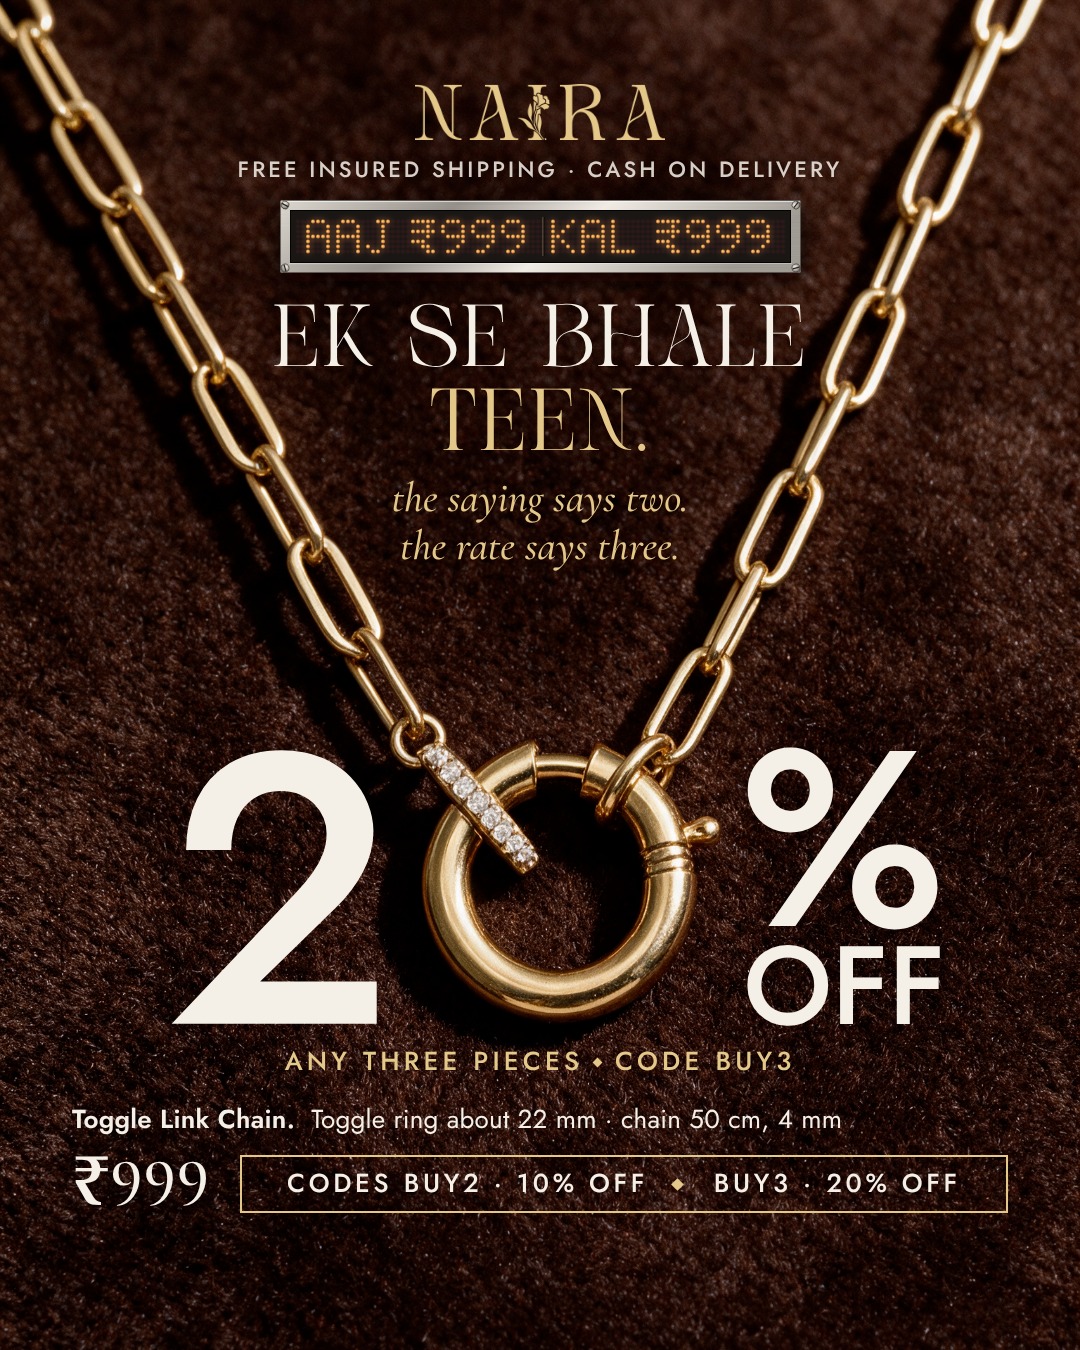 NAIRA
FREE INSURED SHIPPING · CASH ON DELIVERY
AAJ ₹999 KAL ₹999
EK SE BHALE
TEEN.
the saying says two.
the rate says three.
2 %
OFF
ANY THREE PIECES ◆ CODE BUY3
Toggle Link Chain. Toggle ring about 22 mm · chain 50 cm, 4 mm
₹999
CODES BUY2 · 10% OFF ◆ BUY3 · 20% OFF